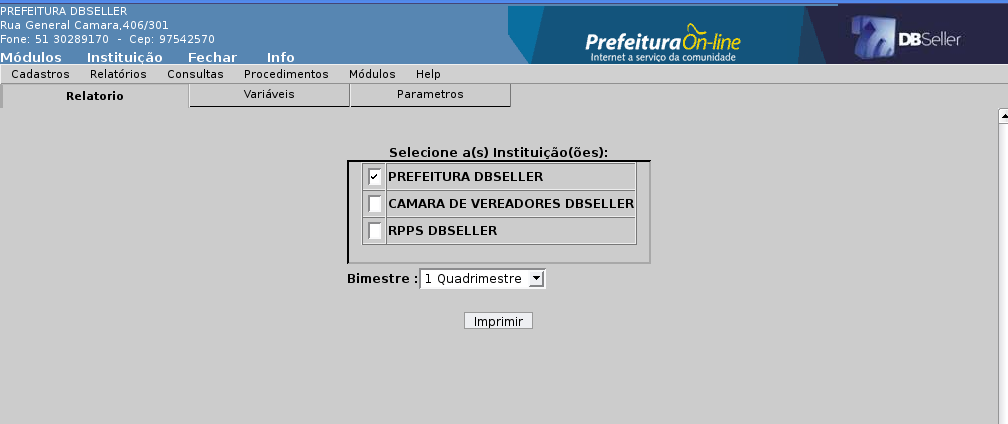 PREFEITURA DBSELLER
Rua General Camara,406/301
Fone: 51 30289170 - Cep: 97542570
PrefeituraOn-line
Internet a serviço da comunidade
DBSeller
Módulos Instituição Fechar Info
Cadastros Relatórios Consultas Procedimentos Módulos Help
Relatorio Variáveis Parametros
Selecione a(s) Instituição(ões):
PREFEITURA DBSELLER
CAMARA DE VEREADORES DBSELLER
RPPS DBSELLER
Bimestre : 1 Quadrimestre
Imprimir